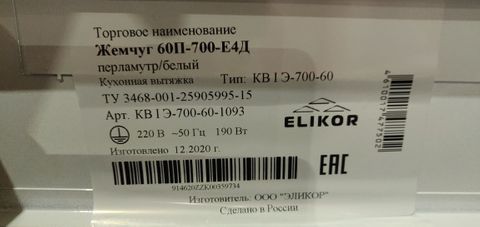 Торговое наименование
Жемчуг 60П-700-Е4Д
перламутр/белый
Кухонная вытяжка Тип: КВ I Э-700-60
ТУ 3468-001-25905995-15
Арт. КВ I Э-700-60-1093
220 В ~50 Гц 190 Вт
ELIKOR
Изготовлено 12.2020 г.
EAC
914620ZZK00359734
Изготовитель: ООО "ЭЛИКОР"
Сделано в России
4610017477302